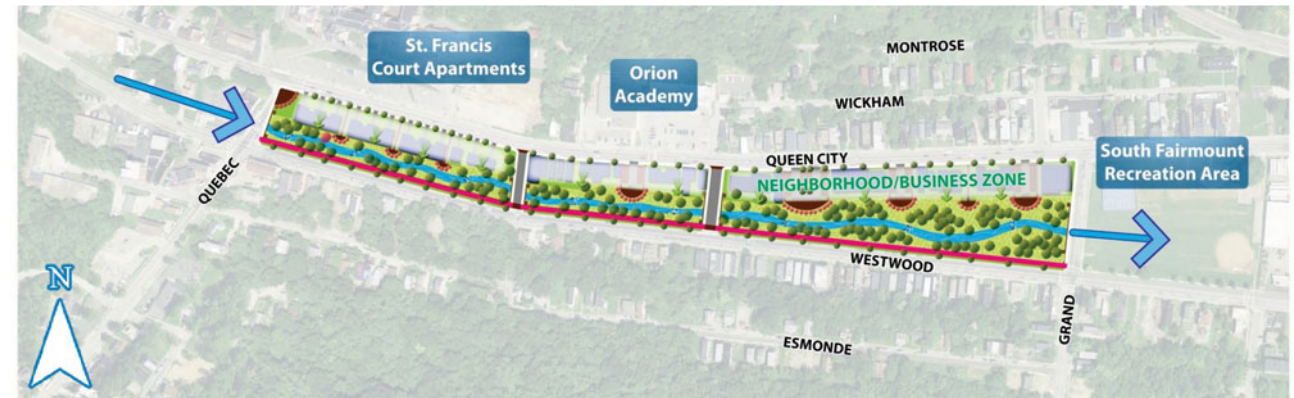 MONTROSE
St. Francis
Court Apartments
Orion
Academy
WICKHAM
QUEEN CITY
South Fairmount
Recreation Area
QUEBEC
NEIGHBORHOOD/BUSINESS ZONE
WESTWOOD
N
GRAND
ESMONDE